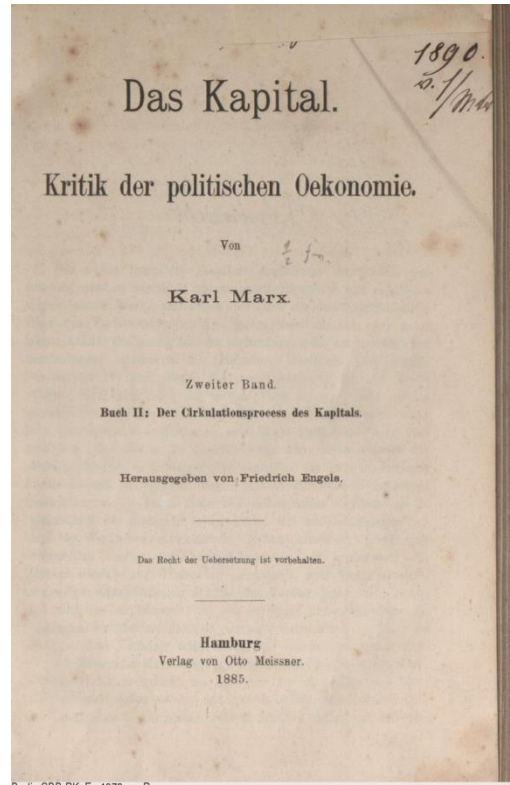 1890.
Das Kapital.
Kritik der politischen Oekonomie.
Von
Karl Marx.
Zweiter Band.
Buch II: Der Cirkulationsprocess des Kapitals.
Herausgegeben von Friedrich Engels.
Das Recht der Uebersetzung ist vorbehalten.
Hamburg
Verlag von Otto Meissner.
1885.